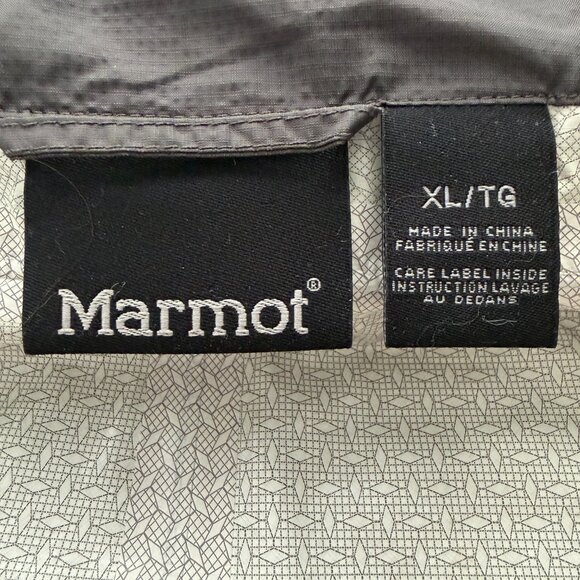 Marmot®
XL/TG
MADE IN CHINA
FABRIQUÉ EN CHINE
CARE LABEL INSIDE
INSTRUCTION LAVAGE
AU DEDANS